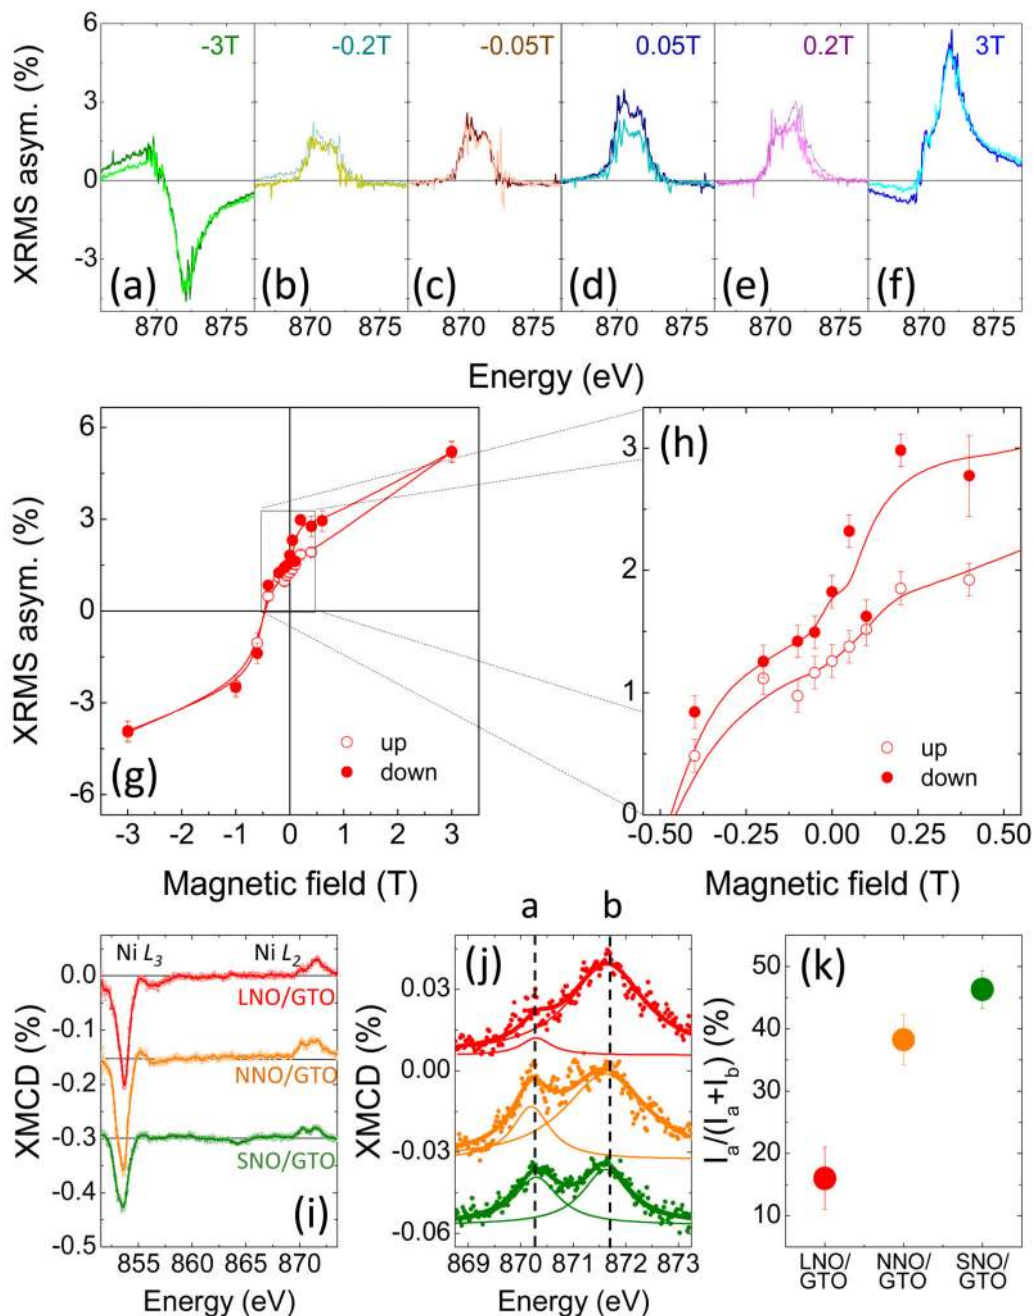 -3T -0.2T -0.05T 0.05T 0.2T 3T
6
3
0
-3
XRMS asym. (%)
(a) (b) (c) (d) (e) (f)
870 875 870 875 870 875 870 875 870 875 870 875
Energy (eV)
6
3
0
-3
-6
XRMS asym. (%)
up
down
(g)
-3 -2 -1 0 1 2 3
Magnetic field (T)
(h)
3
2
1
0
up
down
-0.50 -0.25 0.00 0.25 0.50
Magnetic field (T)
Ni L3 Ni L2
0.0
-0.1
-0.2
-0.3
-0.4
-0.5
XMCD (%)
LNO/GTO
NNO/GTO
SNO/GTO
(i)
855 860 865 870
Energy (eV)
a b
(j)
0.03
0.00
-0.03
-0.06
XMCD (%)
869 870 871 872 873
Energy (eV)
(k)
50
40
30
20
10
Ia/(Ia+Ib) (%)
LNO/ NNO/ SNO/
GTO GTO GTO